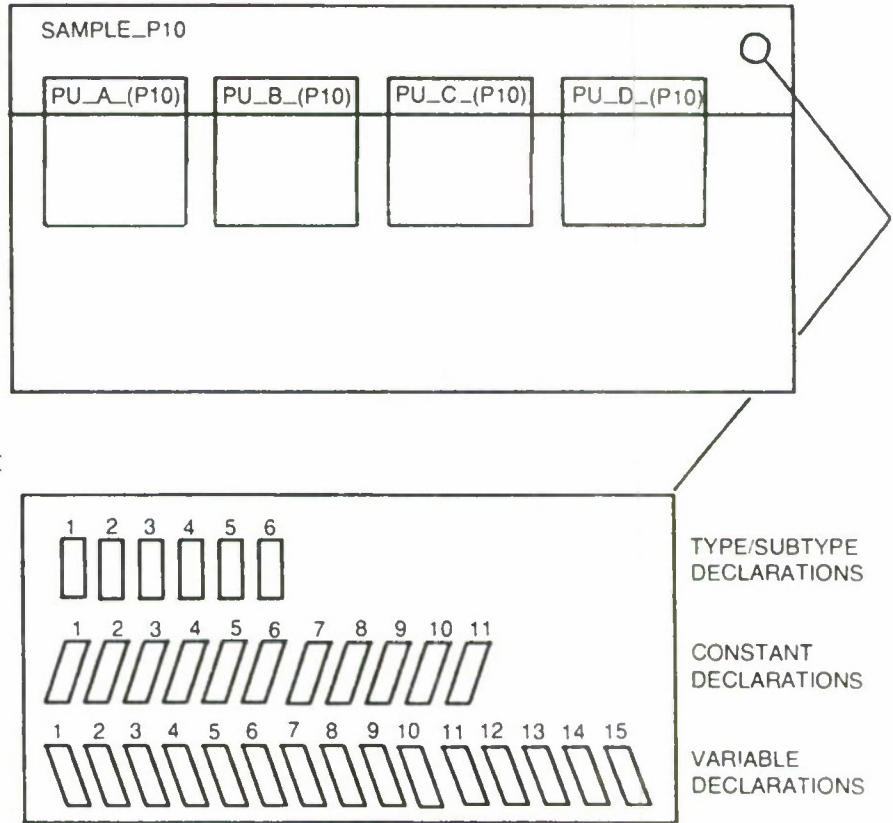 SAMPLE_P10
PU_A_(P10) PU_B_(P10) PU_C_(P10) PU_D_(P10)
1 2 3 4 5 6
TYPE/SUBTYPE
DECLARATIONS
1 2 3 4 5 6 7 8 9 10 11
CONSTANT
DECLARATIONS
1 2 3 4 5 6 7 8 9 10 11 12 13 14 15
VARIABLE
DECLARATIONS